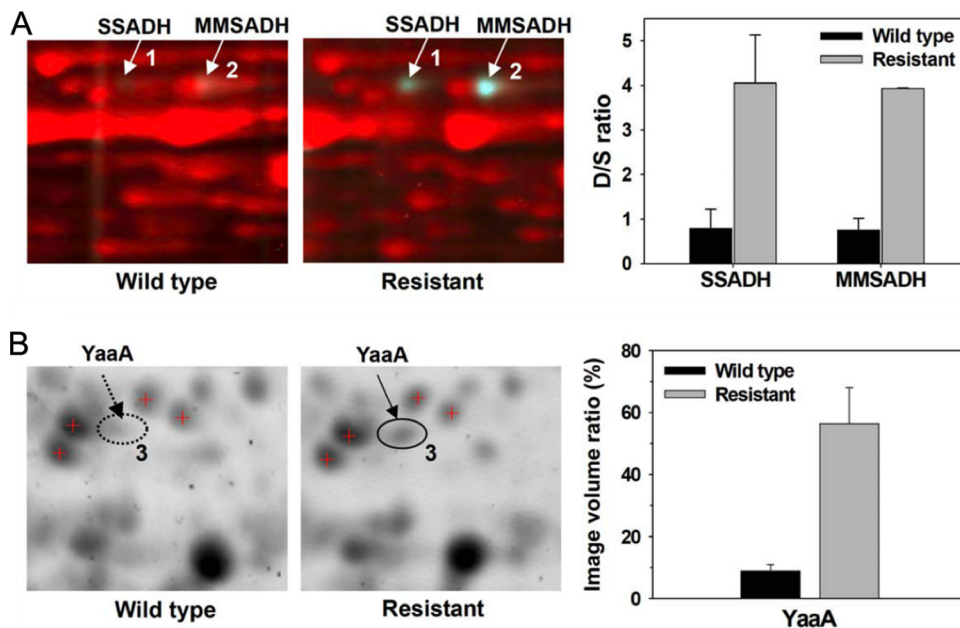 A
SSADH MMSADH
1 2
Wild type
SSADH MMSADH
1 2
Resistant
Wild type
Resistant
D/S ratio
5
4
3
2
1
0
SSADH MMSADH
B
YaaA
3
Wild type
YaaA
3
Resistant
Wild type
Resistant
Image volume ratio (%)
80
60
40
20
0
YaaA